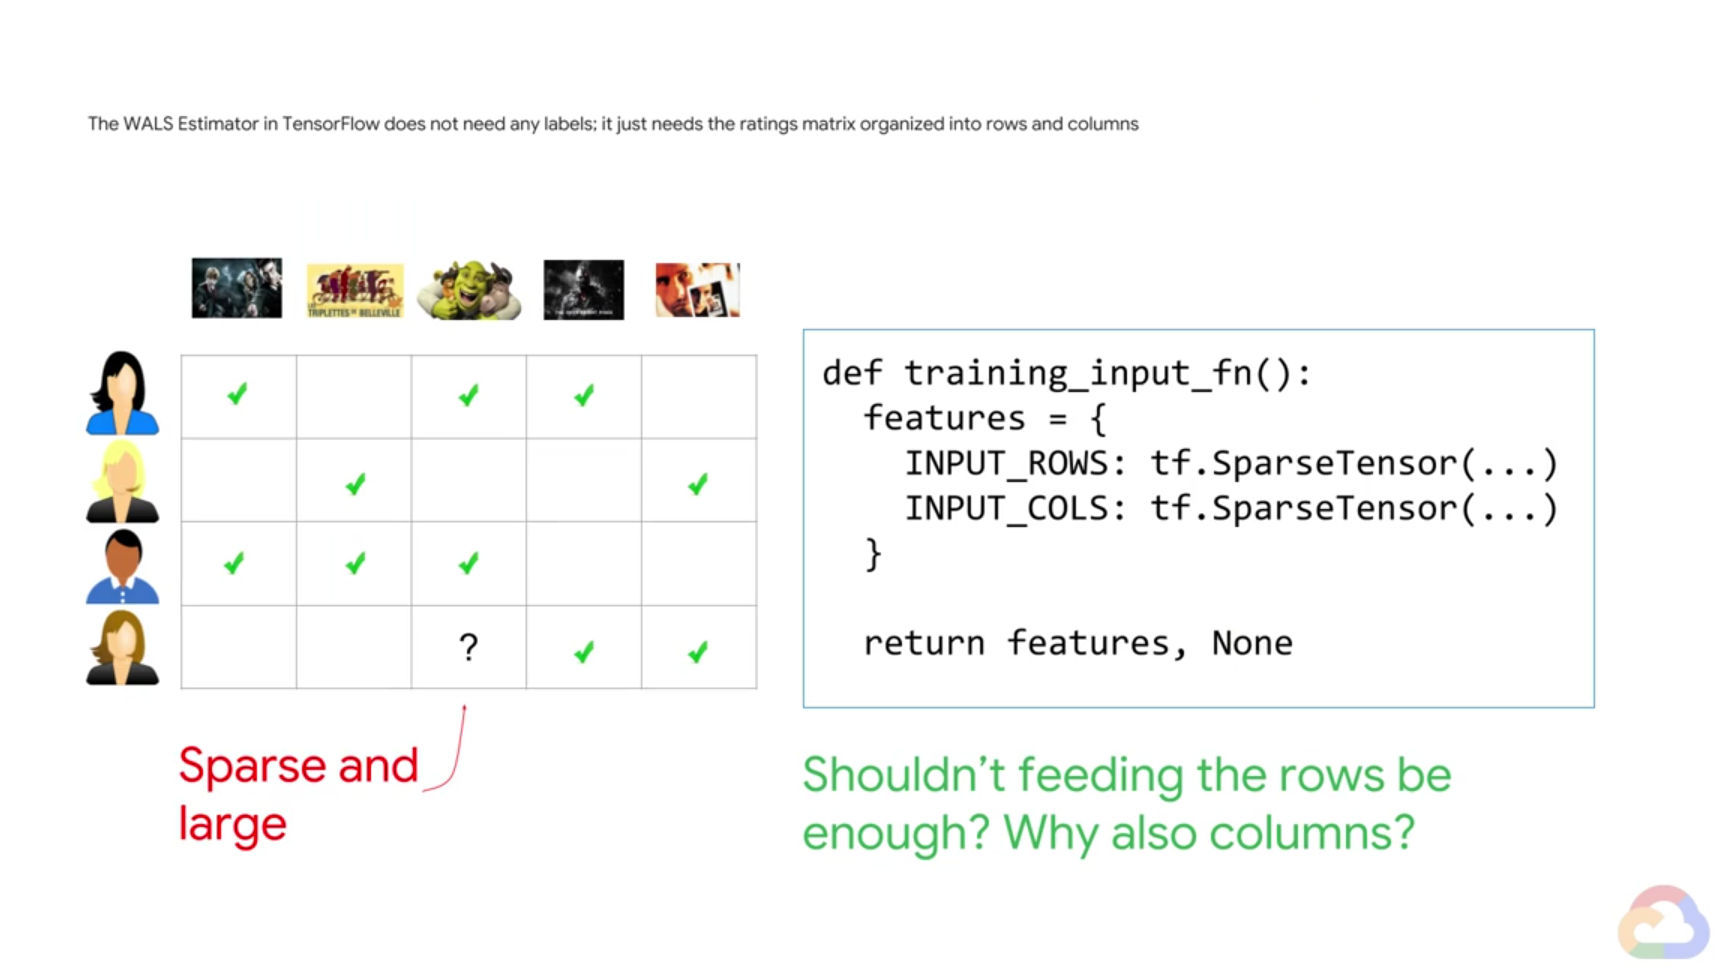 The WALS Estimator in TensorFlow does not need any labels; it just needs the ratings matrix organized into rows and columns
TRIPLETTES DE BELLEVILLE
?
Sparse and
large
def training_input_fn():
features = {
INPUT_ROWS: tf.SparseTensor(...)
INPUT_COLS: tf.SparseTensor(...)
}
return features, None
Shouldn't feeding the rows be
enough? Why also columns?